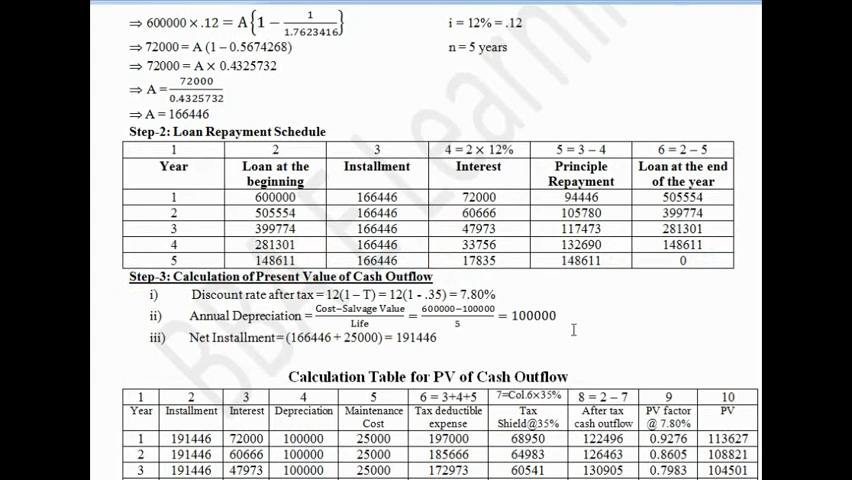 ⇒ 600000 × .12 = A{1 − 1/1.7623416} i = 12% = .12
⇒ 72000 = A (1 – 0.5674268) n = 5 years
⇒ 72000 = A × 0.4325732
⇒ A = 72000/0.4325732
⇒ A = 166446
Step-2: Loan Repayment Schedule
1 2 3 4 = 2 × 12% 5 = 3 – 4 6 = 2 – 5
Year Loan at the beginning Installment Interest Principle Repayment Loan at the end of the year
1 600000 166446 72000 94446 505554
2 505554 166446 60666 105780 399774
3 399774 166446 47973 117473 281301
4 281301 166446 33756 132690 148611
5 148611 166446 17835 148611 0
Step-3: Calculation of Present Value of Cash Outflow
i) Discount rate after tax = 12(1 – T) = 12(1 - .35) = 7.80%
ii) Annual Depreciation = Cost–Salvage Value/Life = 600000−100000/5 = 100000
iii) Net Installment= (166446 + 25000) = 191446
Calculation Table for PV of Cash Outflow
1 2 3 4 5 6 = 3+4+5 7=Col.6×35% 8 = 2 – 7 9 10
Year Installment Interest Depreciation Maintenance Cost Tax deductible expense Tax Shield@35% After tax cash outflow PV factor @ 7.80% PV
1 191446 72000 100000 25000 197000 68950 122496 0.9276 113627
2 191446 60666 100000 25000 185666 64983 126463 0.8605 108821
3 191446 47973 100000 25000 172973 60541 130905 0.7983 104501